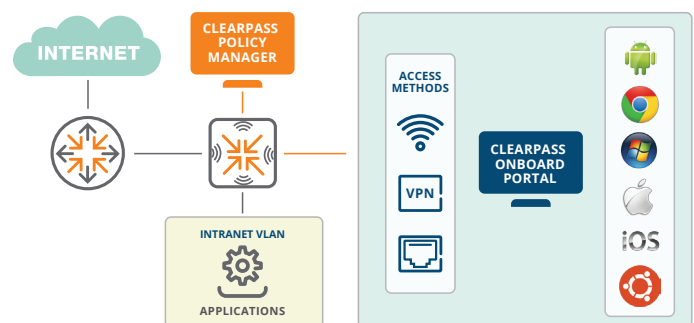 INTERNET
CLEARPASS
POLICY
MANAGER
INTRANET VLAN
APPLICATIONS
ACCESS
METHODS
VPN
CLEARPASS
ONBOARD
PORTAL
iOS